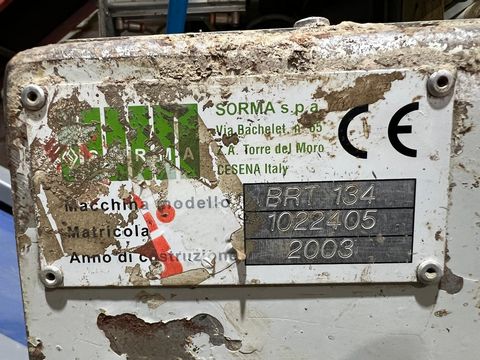 SORMA s.p.a.
Via Bachelet, n° 65
Z.A. Torre del Moro
CESENA Italy
CE
RMA
Macchina modello BRT 134
Matricola 1022405
Anno di costruzione 2003